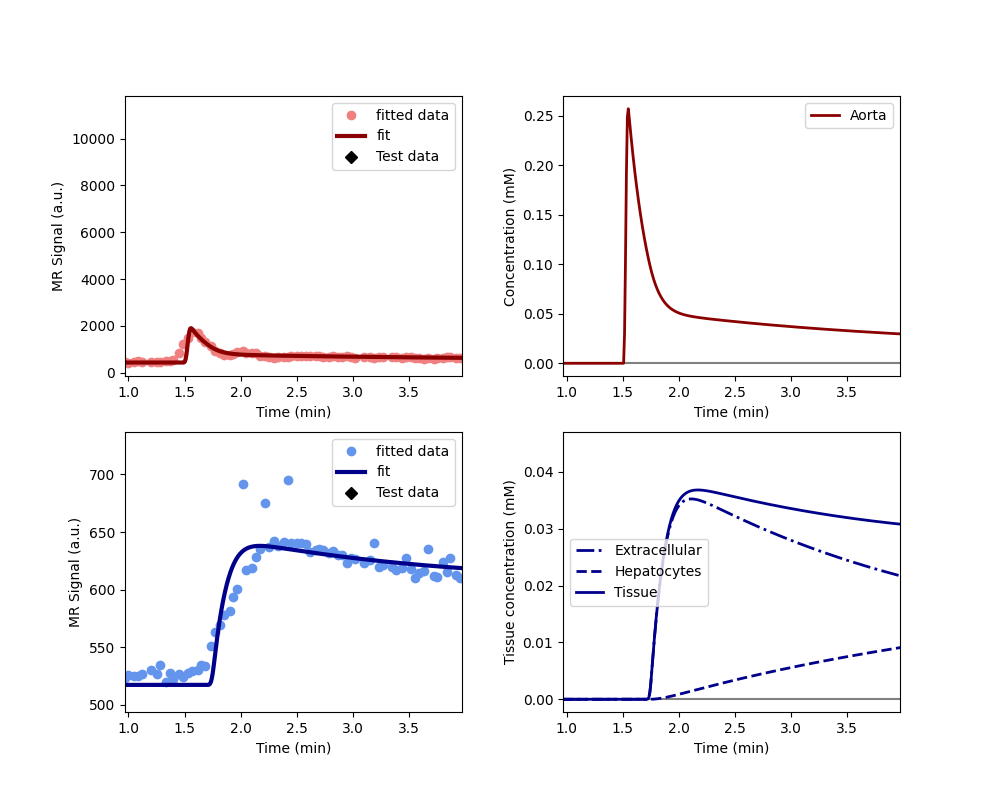 fitted data
fit
Test data
10000
8000
6000
4000
2000
0
1.0 1.5 2.0 2.5 3.0 3.5
Time (min)
MR Signal (a.u.)
Aorta
0.25
0.20
0.15
0.10
0.05
0.00
1.0 1.5 2.0 2.5 3.0 3.5
Time (min)
Concentration (mM)
fitted data
fit
Test data
700
650
600
550
500
1.0 1.5 2.0 2.5 3.0 3.5
Time (min)
MR Signal (a.u.)
Extracellular
Hepatocytes
Tissue
0.04
0.03
0.02
0.01
0.00
1.0 1.5 2.0 2.5 3.0 3.5
Time (min)
Tissue concentration (mM)